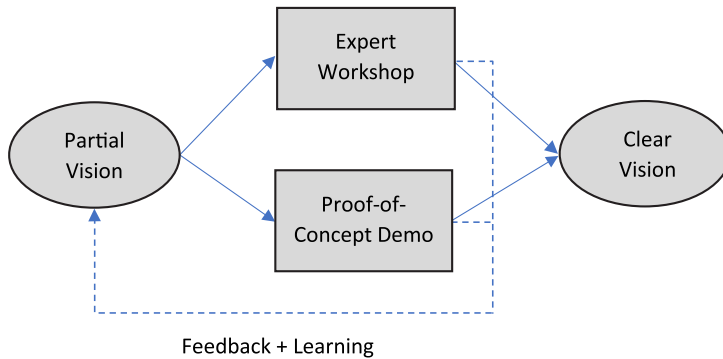 Expert
Workshop
Partial
Vision
Clear
Vision
Proof-of-
Concept Demo
Feedback + Learning